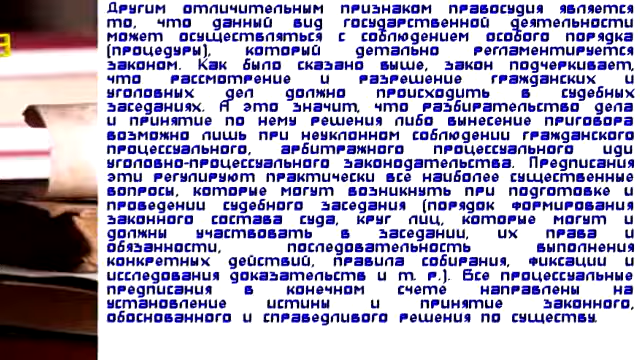 Другим отличительным признаком правосудия является
то, что данный вид государственной деятельности
может осуществляться с соблюдением особого порядка
(процедуры), который детально регламентируется
законом. Как было сказано выше, закон подчеркивает,
что рассмотрение и разрешение гражданских и
уголовных дел должно происходить в судебных
заседаниях. А это значит, что разбирательство дела
и принятие по нему решения либо вынесение приговора
возможно лишь при неуклонном соблюдении гражданского
процессуального, арбитражного процессуального иди
уголовно-процессуального законодательства. Предписания
эти регулируют практически все наиболее существенные
вопросы, которые могут возникнуть при подготовке и
проведении судебного заседания (порядок формирования
законного состава суда, круг лиц, которые могут и
должны участвовать в заседании, их права и
обязанности, последовательность выполнения
конкретных действий, правила собирания, фиксации и
исследования доказательств и т. р.). Все процессуальные
предписания в конечном счете направлены на
установление истины и принятие законного,
обоснованного и справедливого решения по существу.